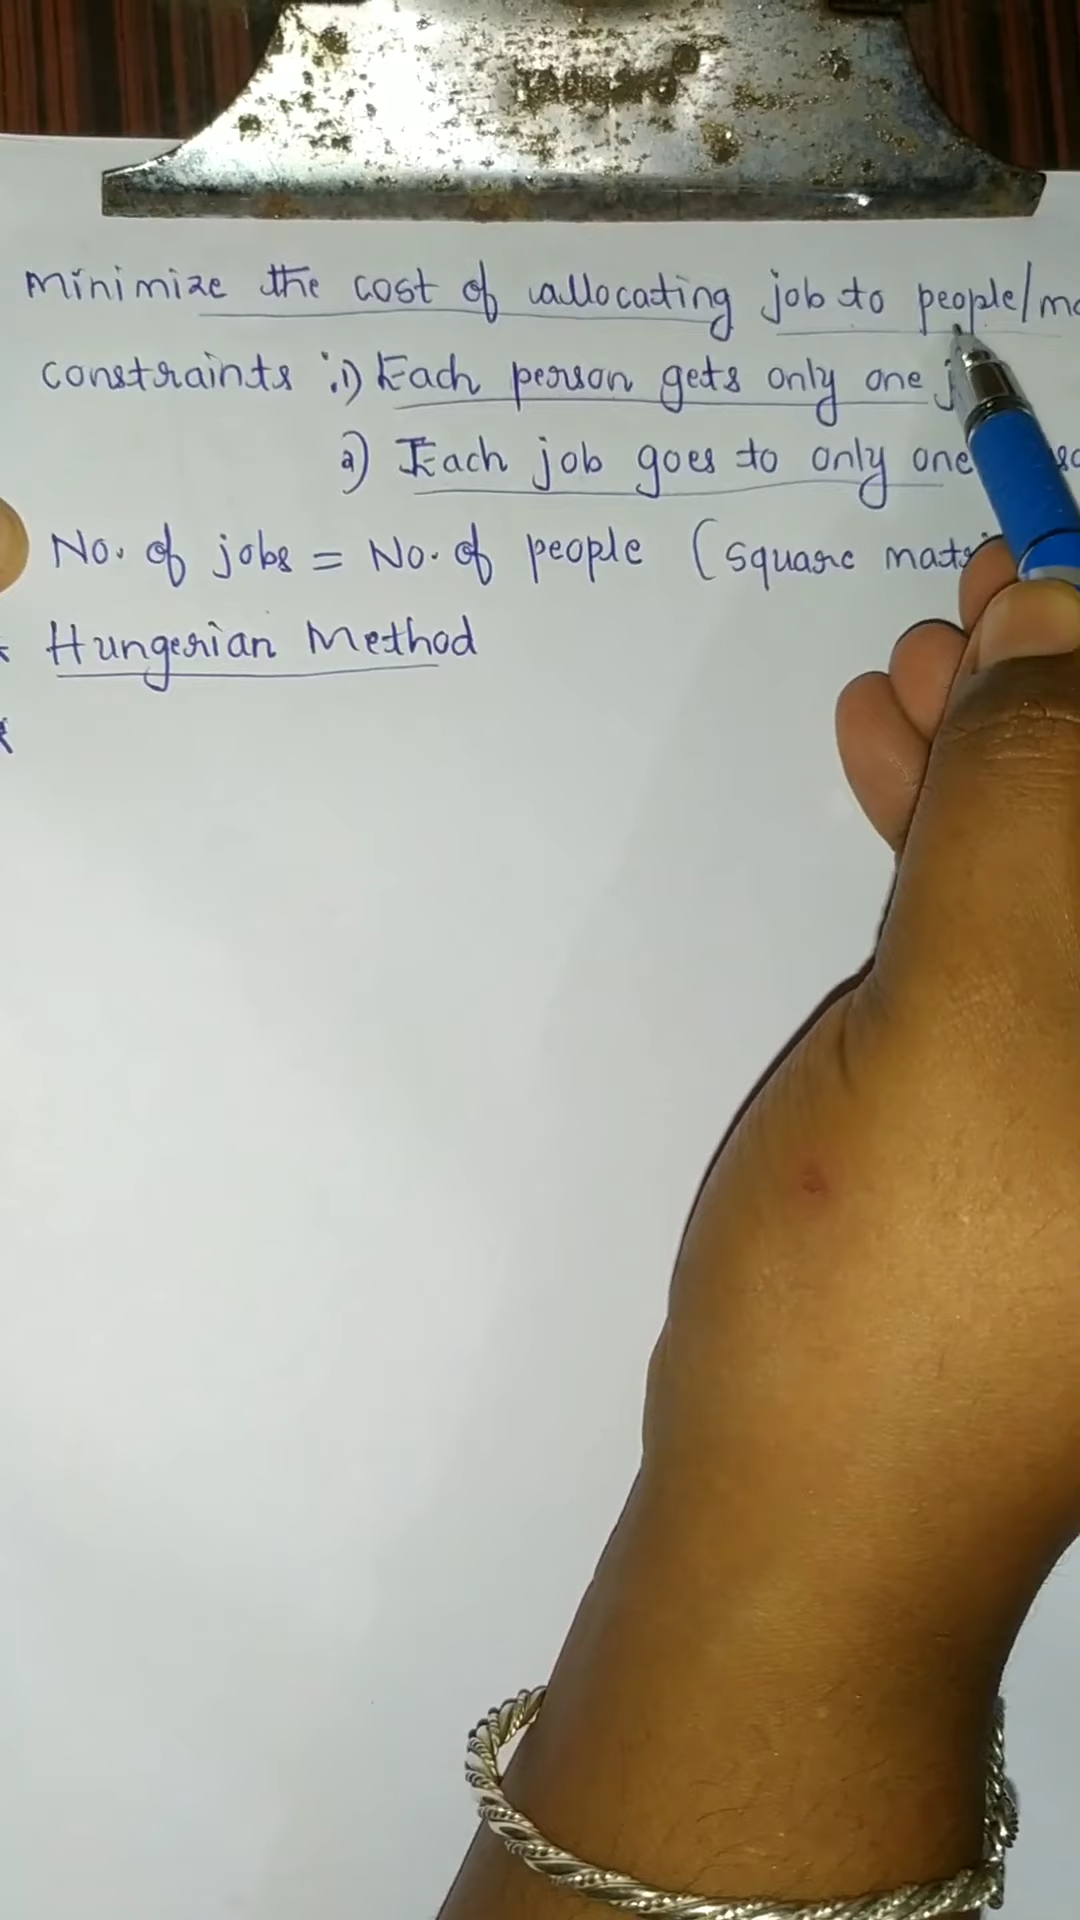 Minimize the cost of allocating job to people/
constraints : 1) Each person gets only one
2) Each job goes to only one
No. of jobs = No. of people (square
Hungerian Method